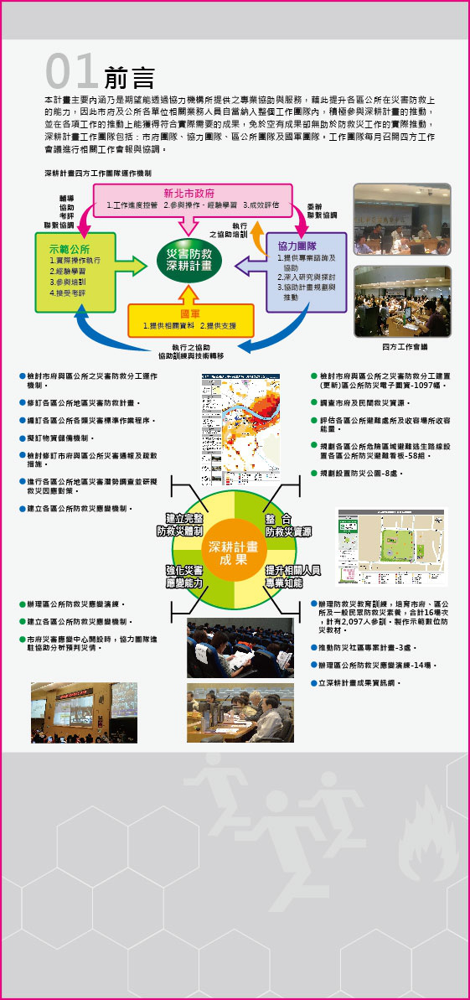 01 前言
本計畫主要內涵乃是期望能透過協力機構所提供之專業協助與服務，藉此提升各區公所在災害防救上
的能力，因此市府及公所各單位相關業務人員自當納入整個工作團隊內，積極參與深耕計畫的推動，
並在各項工作的推動上能獲得符合實際需要的成果，免於空有成果卻無助於防救災工作的實際推動，
深耕計畫工作團隊包括：市府團隊、協力團隊、區公所團隊及國軍團隊。工作團隊每月召開四方工作
會議進行相關工作會報與協調。
深耕計畫四方工作團隊運作機制
新北市政府
1.工作進度控管 2.參與操作、經驗學習 3.成效評估
輔導
協助
考評
聯繫協調
委辦
聯繫協調
執行
之協助培訓
示範公所
1.實際操作執行
2.經驗學習
3.參與培訓
4.接受考評
災害防救
深耕計畫
協力團隊
1.提供專業諮詢及
協助
2.深入研究與探討
3.協助計畫規劃與
推動
國軍
1.提供相關資料 2.提供支援
執行之協助
協助訓練與技術轉移
四方工作會議
●檢討市府與區公所之災害防救分工運作
機制。
●修訂各區公所地區災害防救計畫。
●編訂各區公所各類災害標準作業程序。
●擬訂物資儲備機制。
●檢討修訂市府與區公所災害通報及疏散
措施。
●進行各區公所地區災害潛勢調查並研擬
救災因應對策。
●建立各區公所防救災應變機制。
●檢討市府與區公所之災害防救分工建置
(更新)區公所防災電子圖資-1097幅。
●調查市府及民間救災資源。
●評估各區公所避難處所及收容場所收容
能量。
●規劃各區公所危險區域避難逃生路線設
置各區公所防災避難看板-58組。
●規劃設置防災公園-8處。
建立完整
防救災體制
整 合
防救災資源
深耕計畫
成果
強化災害
應變能力
提升相關人員
專業知能
●辦理區公所防救災應變演練。
●建立各區公所防救災應變機制。
●市府災害應變中心開設時，協力團隊進
駐協助分析預判災情。
●辦理防救災教育訓練，培育市府、區公
所及一般民眾防救災素養，合計16場次
，計有2,097人參訓。製作示範數位防
災教材。
●推動防災社區專案計畫-3處。
●辦理區公所防救災應變演練-14場。
●立深耕計畫成果資訊網。